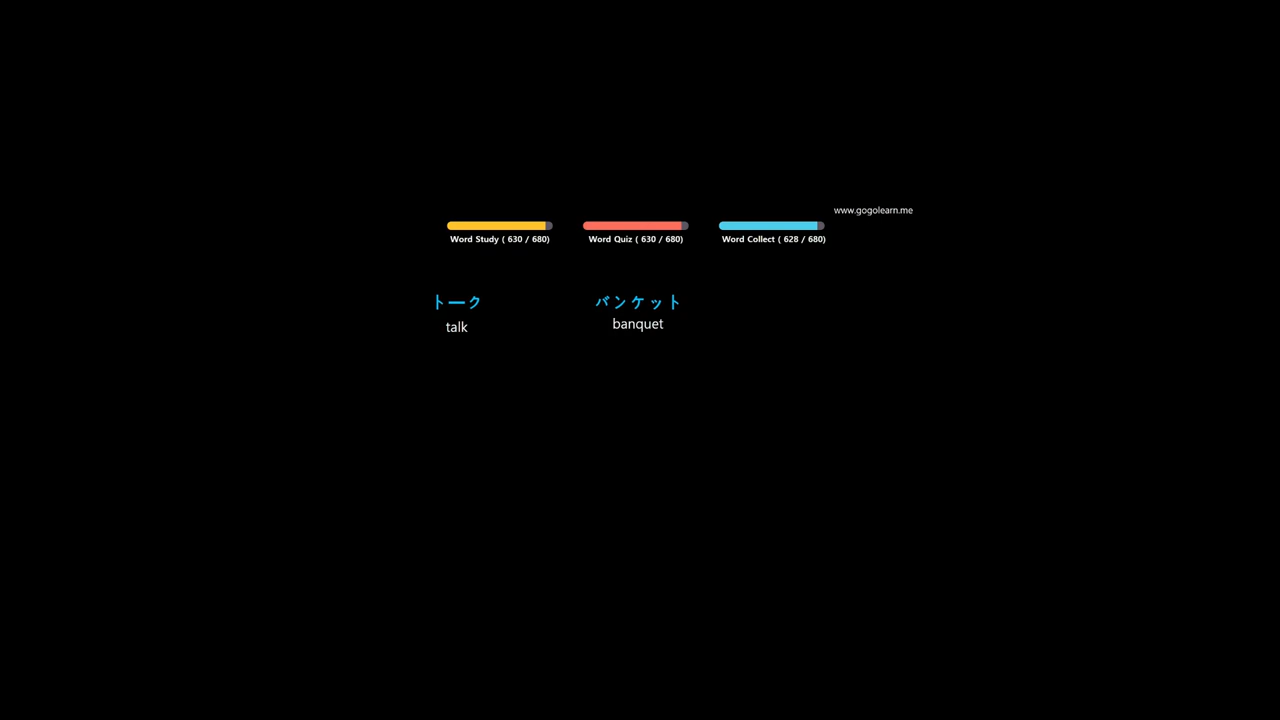 www.gogolearn.me
Word Study ( 630 / 680)
Word Quiz ( 630 / 680)
Word Collect ( 628 / 680)
トーク
バンケット
talk
banquet